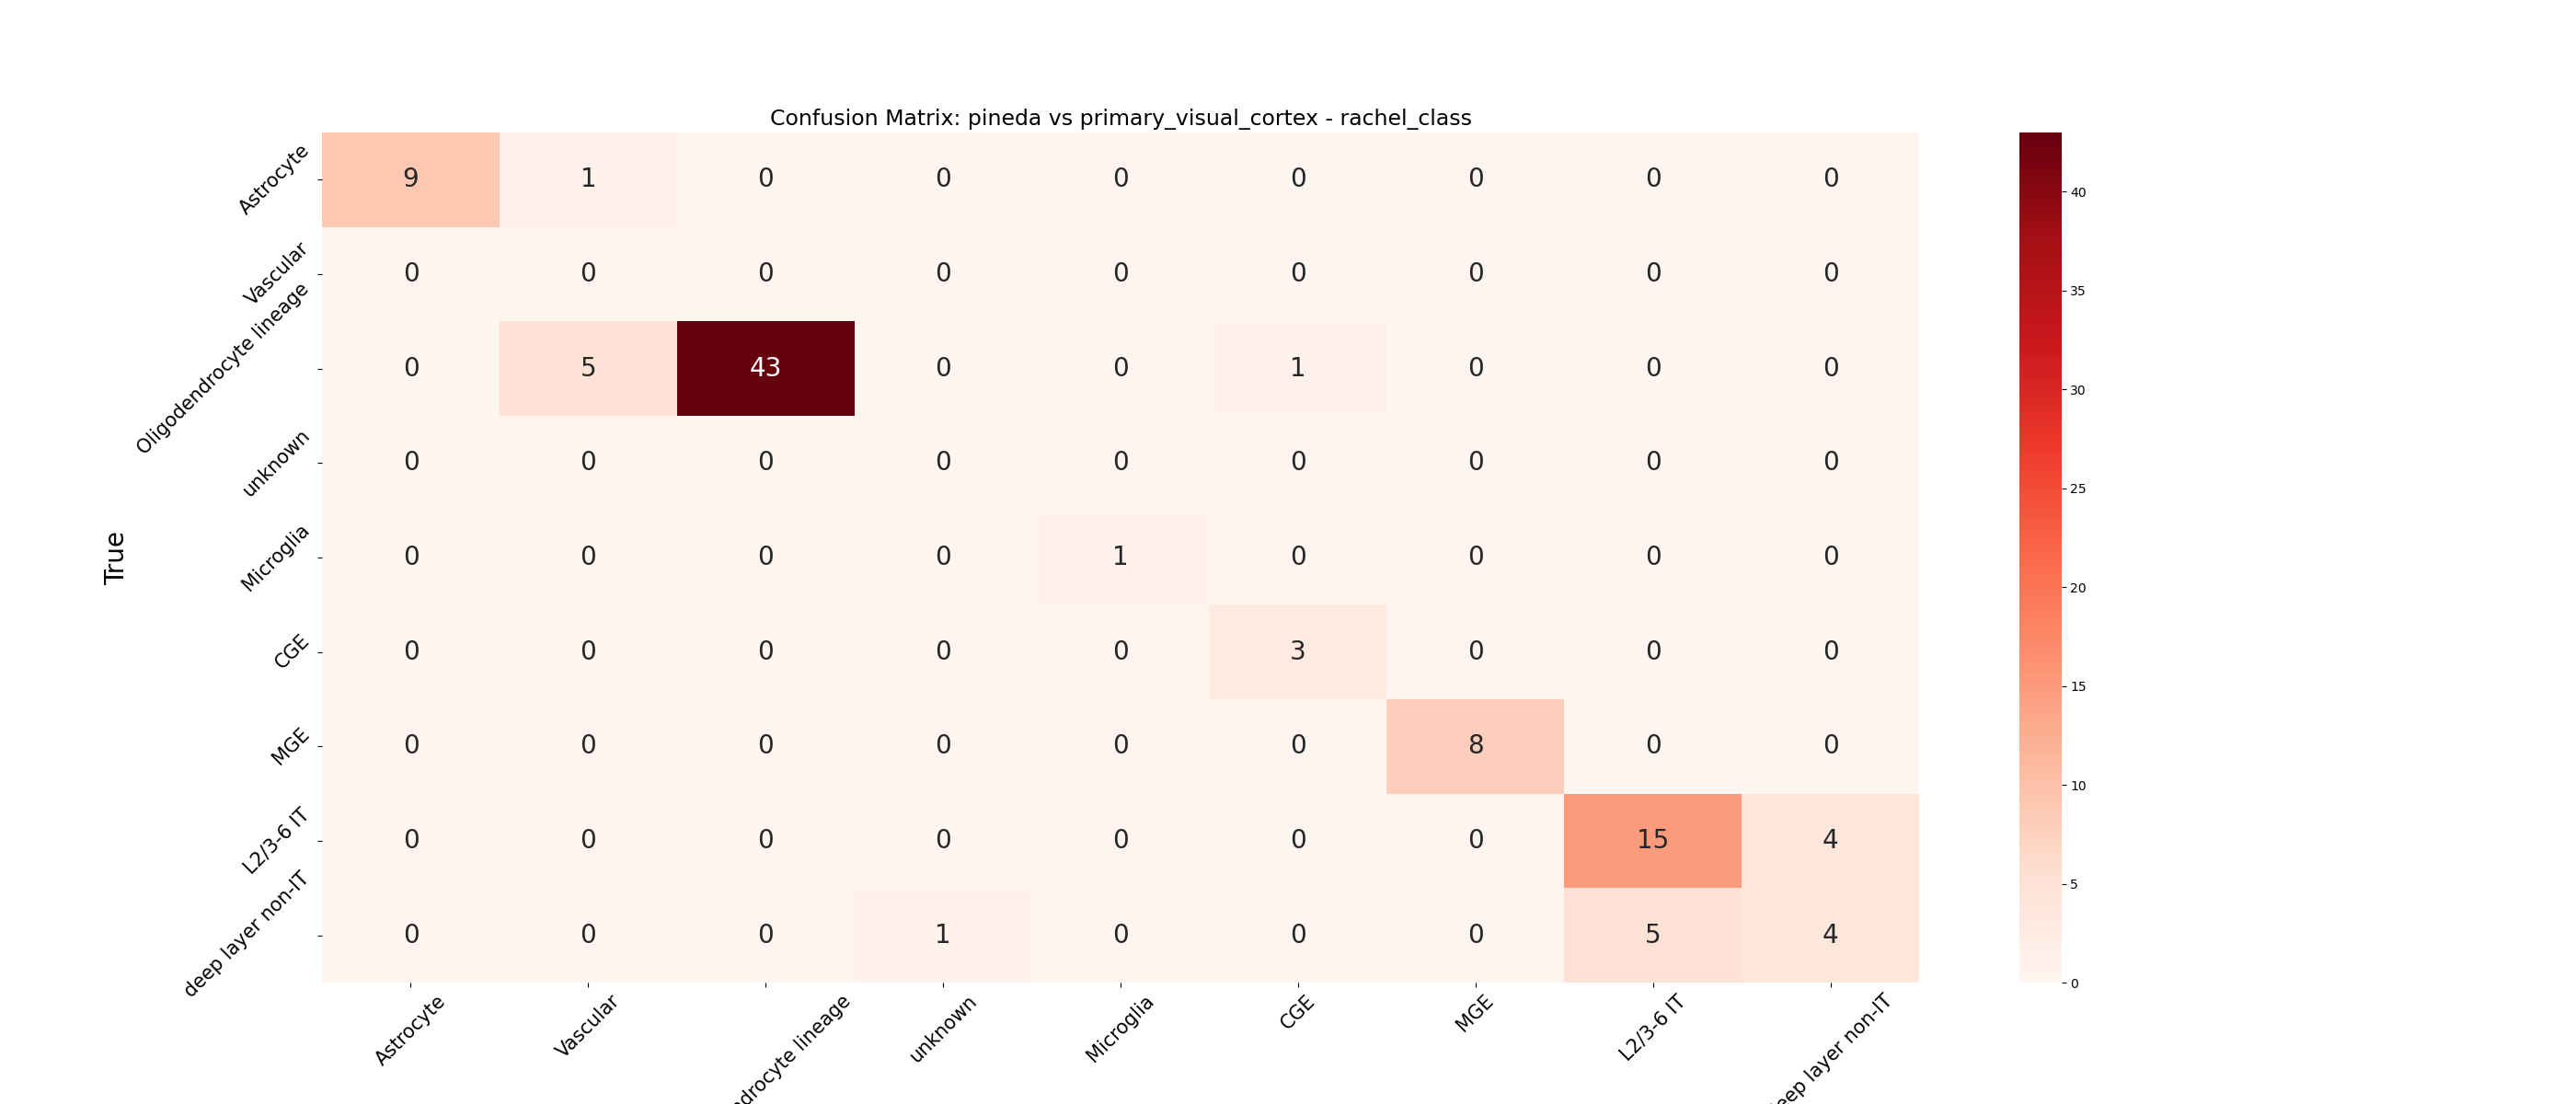 Confusion Matrix: pineda vs primary_visual_cortex - rachel_class
True
Astrocyte 9 1 0 0 0 0 0 0 0
Vascular 0 0 0 0 0 0 0 0 0
Oligodendrocyte lineage 0 5 43 0 0 1 0 0 0
unknown 0 0 0 0 0 0 0 0 0
Microglia 0 0 0 0 1 0 0 0 0
CGE 0 0 0 0 0 3 0 0 0
MGE 0 0 0 0 0 0 8 0 0
L2/3-6 IT 0 0 0 0 0 0 0 15 4
deep layer non-IT 0 0 0 1 0 0 0 5 4
Astrocyte
Vascular
ndrocyte lineage
unknown
Microglia
CGE
MGE
L2/3-6 IT
eep layer non-IT
40
35
30
25
20
15
10
5
0